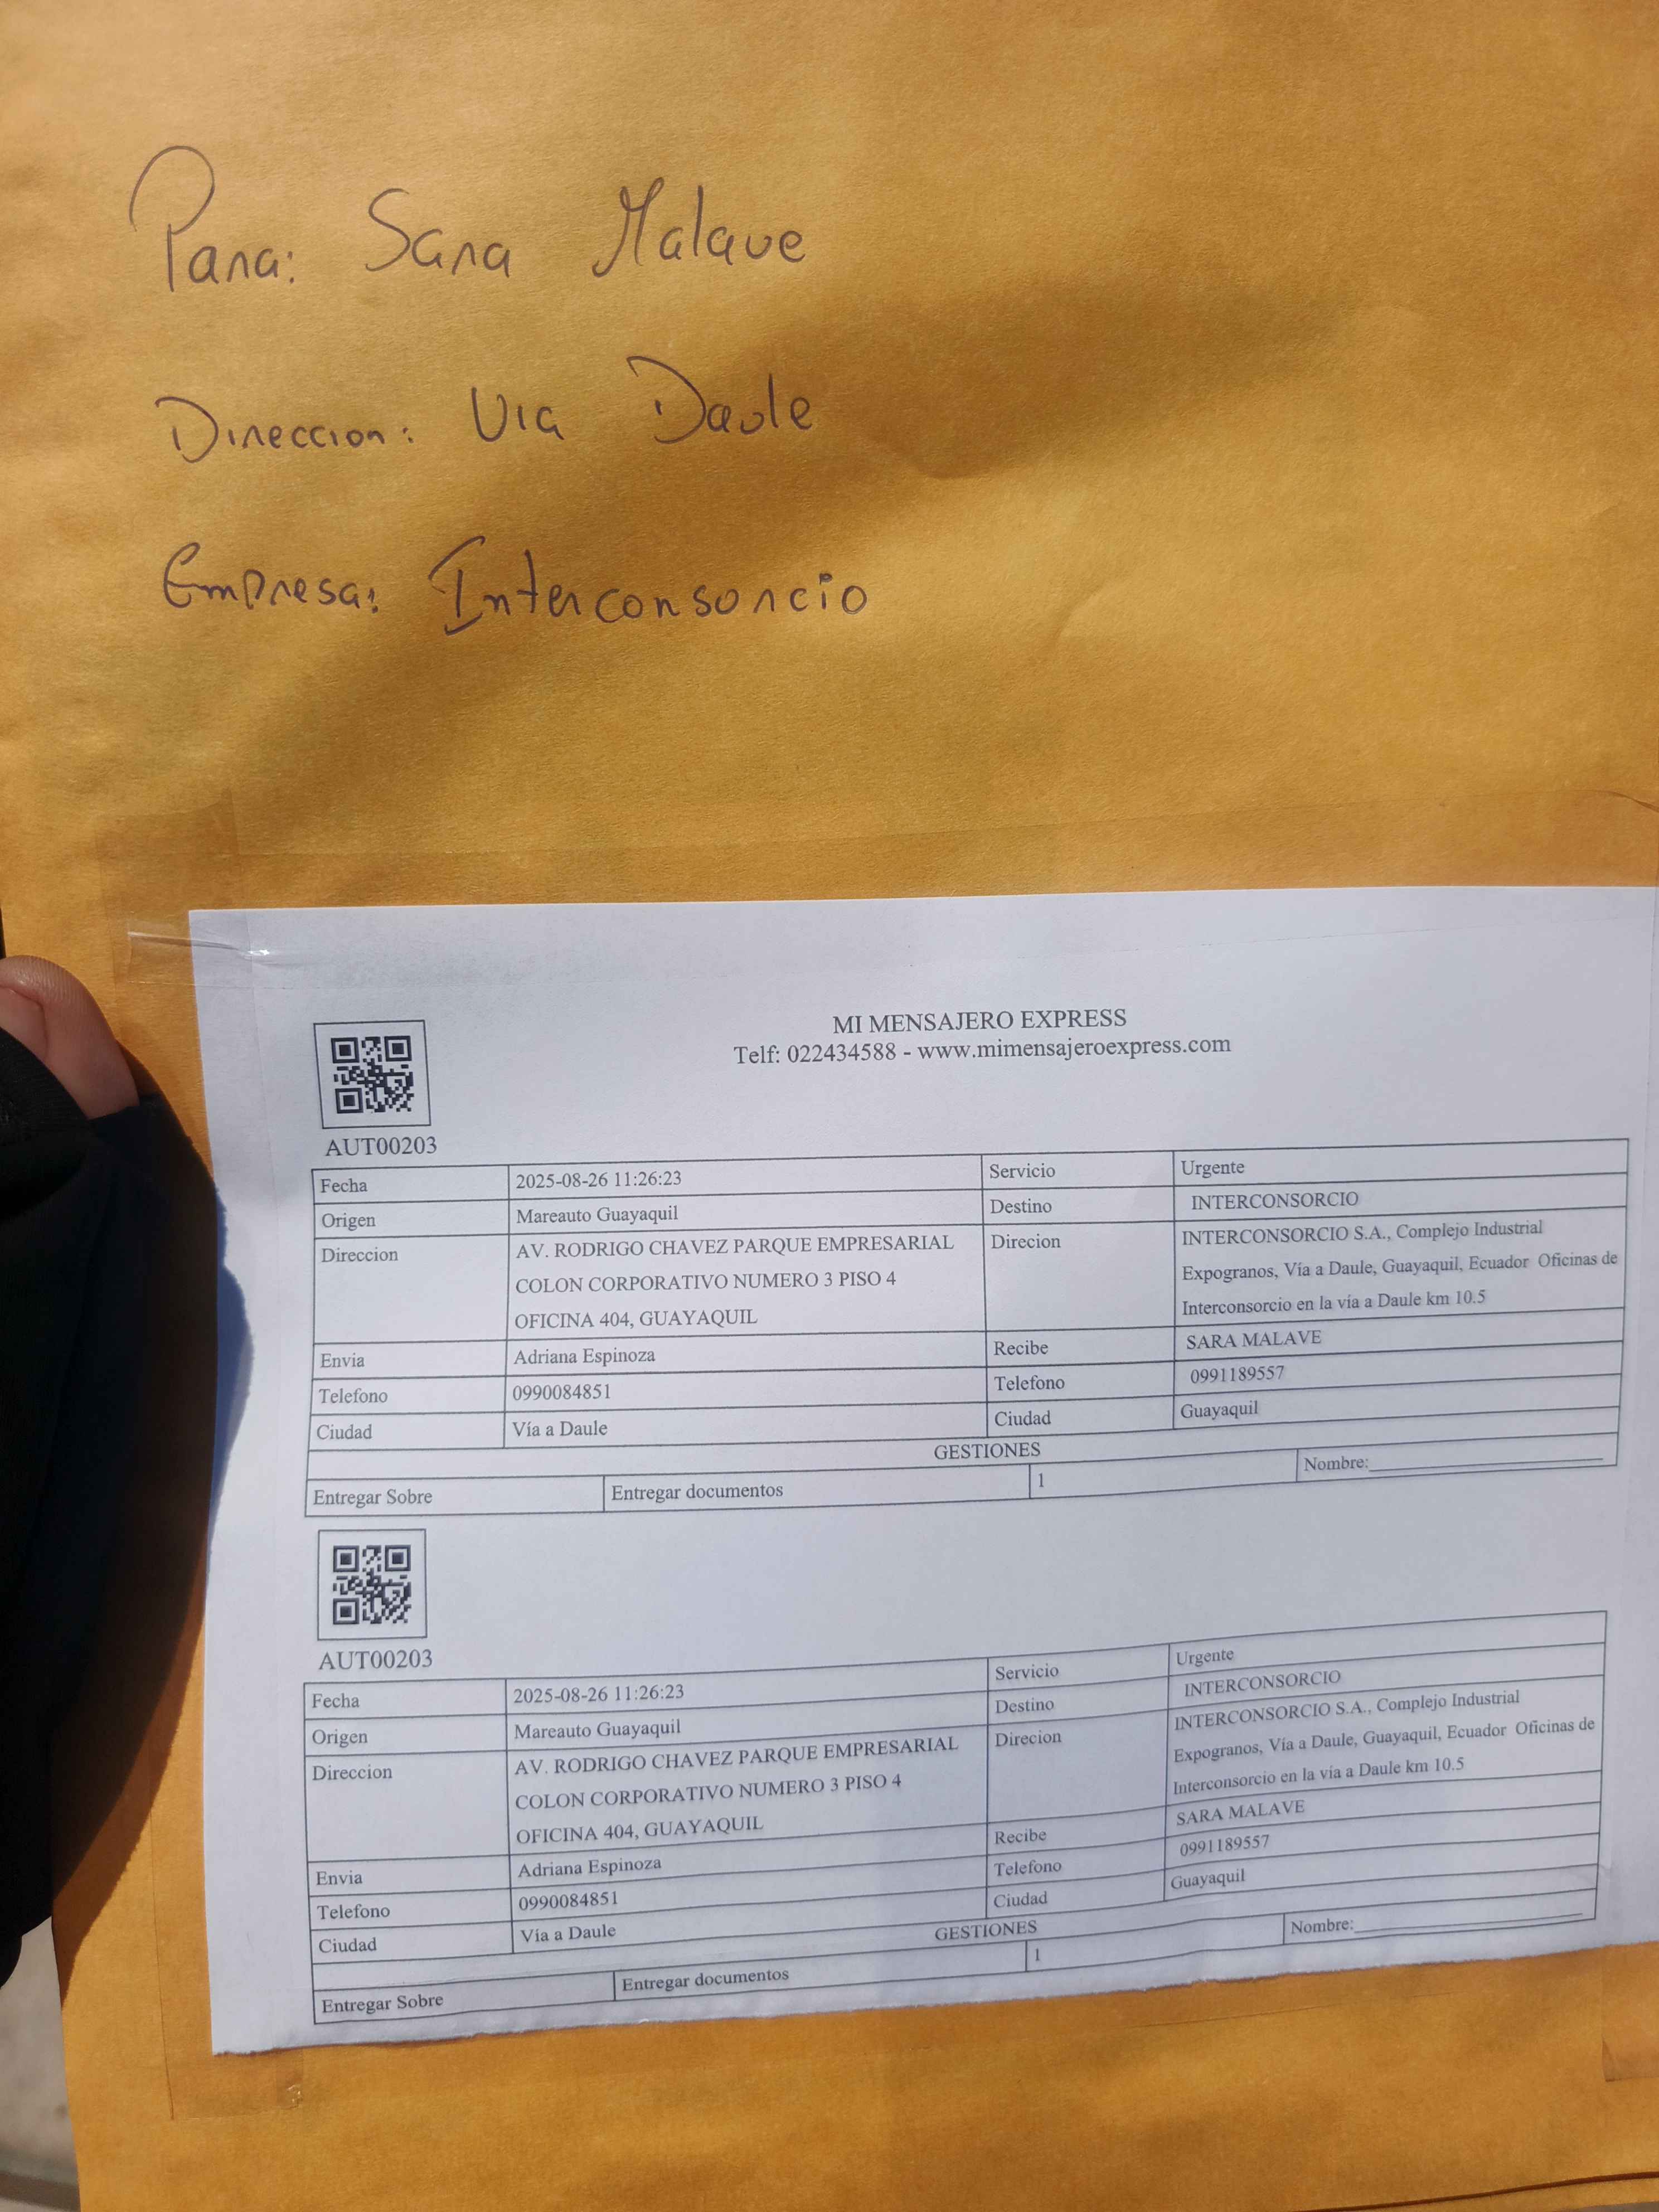 Para: Sara Malave
Direccion: Via Daule
Empresa: Interconsorcio
MI MENSAJERO EXPRESS
Telf: 022434588 - www.mimensajeroexpress.com
AUT00203
Fecha 2025-08-26 11:26:23 Servicio Urgente
Origen Mareauto Guayaquil Destino INTERCONSORCIO
Direccion AV. RODRIGO CHAVEZ PARQUE EMPRESARIAL Direcion INTERCONSORCIO S.A., Complejo Industrial
COLON CORPORATIVO NUMERO 3 PISO 4 Expogranos, Vía a Daule, Guayaquil, Ecuador Oficinas de
OFICINA 404, GUAYAQUIL Interconsorcio en la vía a Daule km 10.5
Envia Adriana Espinoza Recibe SARA MALAVE
Telefono 0990084851 Telefono 0991189557
Ciudad Vía a Daule Ciudad Guayaquil
GESTIONES
Entregar Sobre Entregar documentos 1 Nombre:
AUT00203
Fecha 2025-08-26 11:26:23 Servicio Urgente
Origen Mareauto Guayaquil Destino INTERCONSORCIO
Direccion AV. RODRIGO CHAVEZ PARQUE EMPRESARIAL Direcion INTERCONSORCIO S.A., Complejo Industrial
COLON CORPORATIVO NUMERO 3 PISO 4 Expogranos, Vía a Daule, Guayaquil, Ecuador Oficinas de
OFICINA 404, GUAYAQUIL Interconsorcio en la vía a Daule km 10.5
Envia Adriana Espinoza Recibe SARA MALAVE
Telefono 0990084851 Telefono 0991189557
Ciudad Vía a Daule Ciudad Guayaquil
GESTIONES
Entregar Sobre Entregar documentos 1 Nombre: